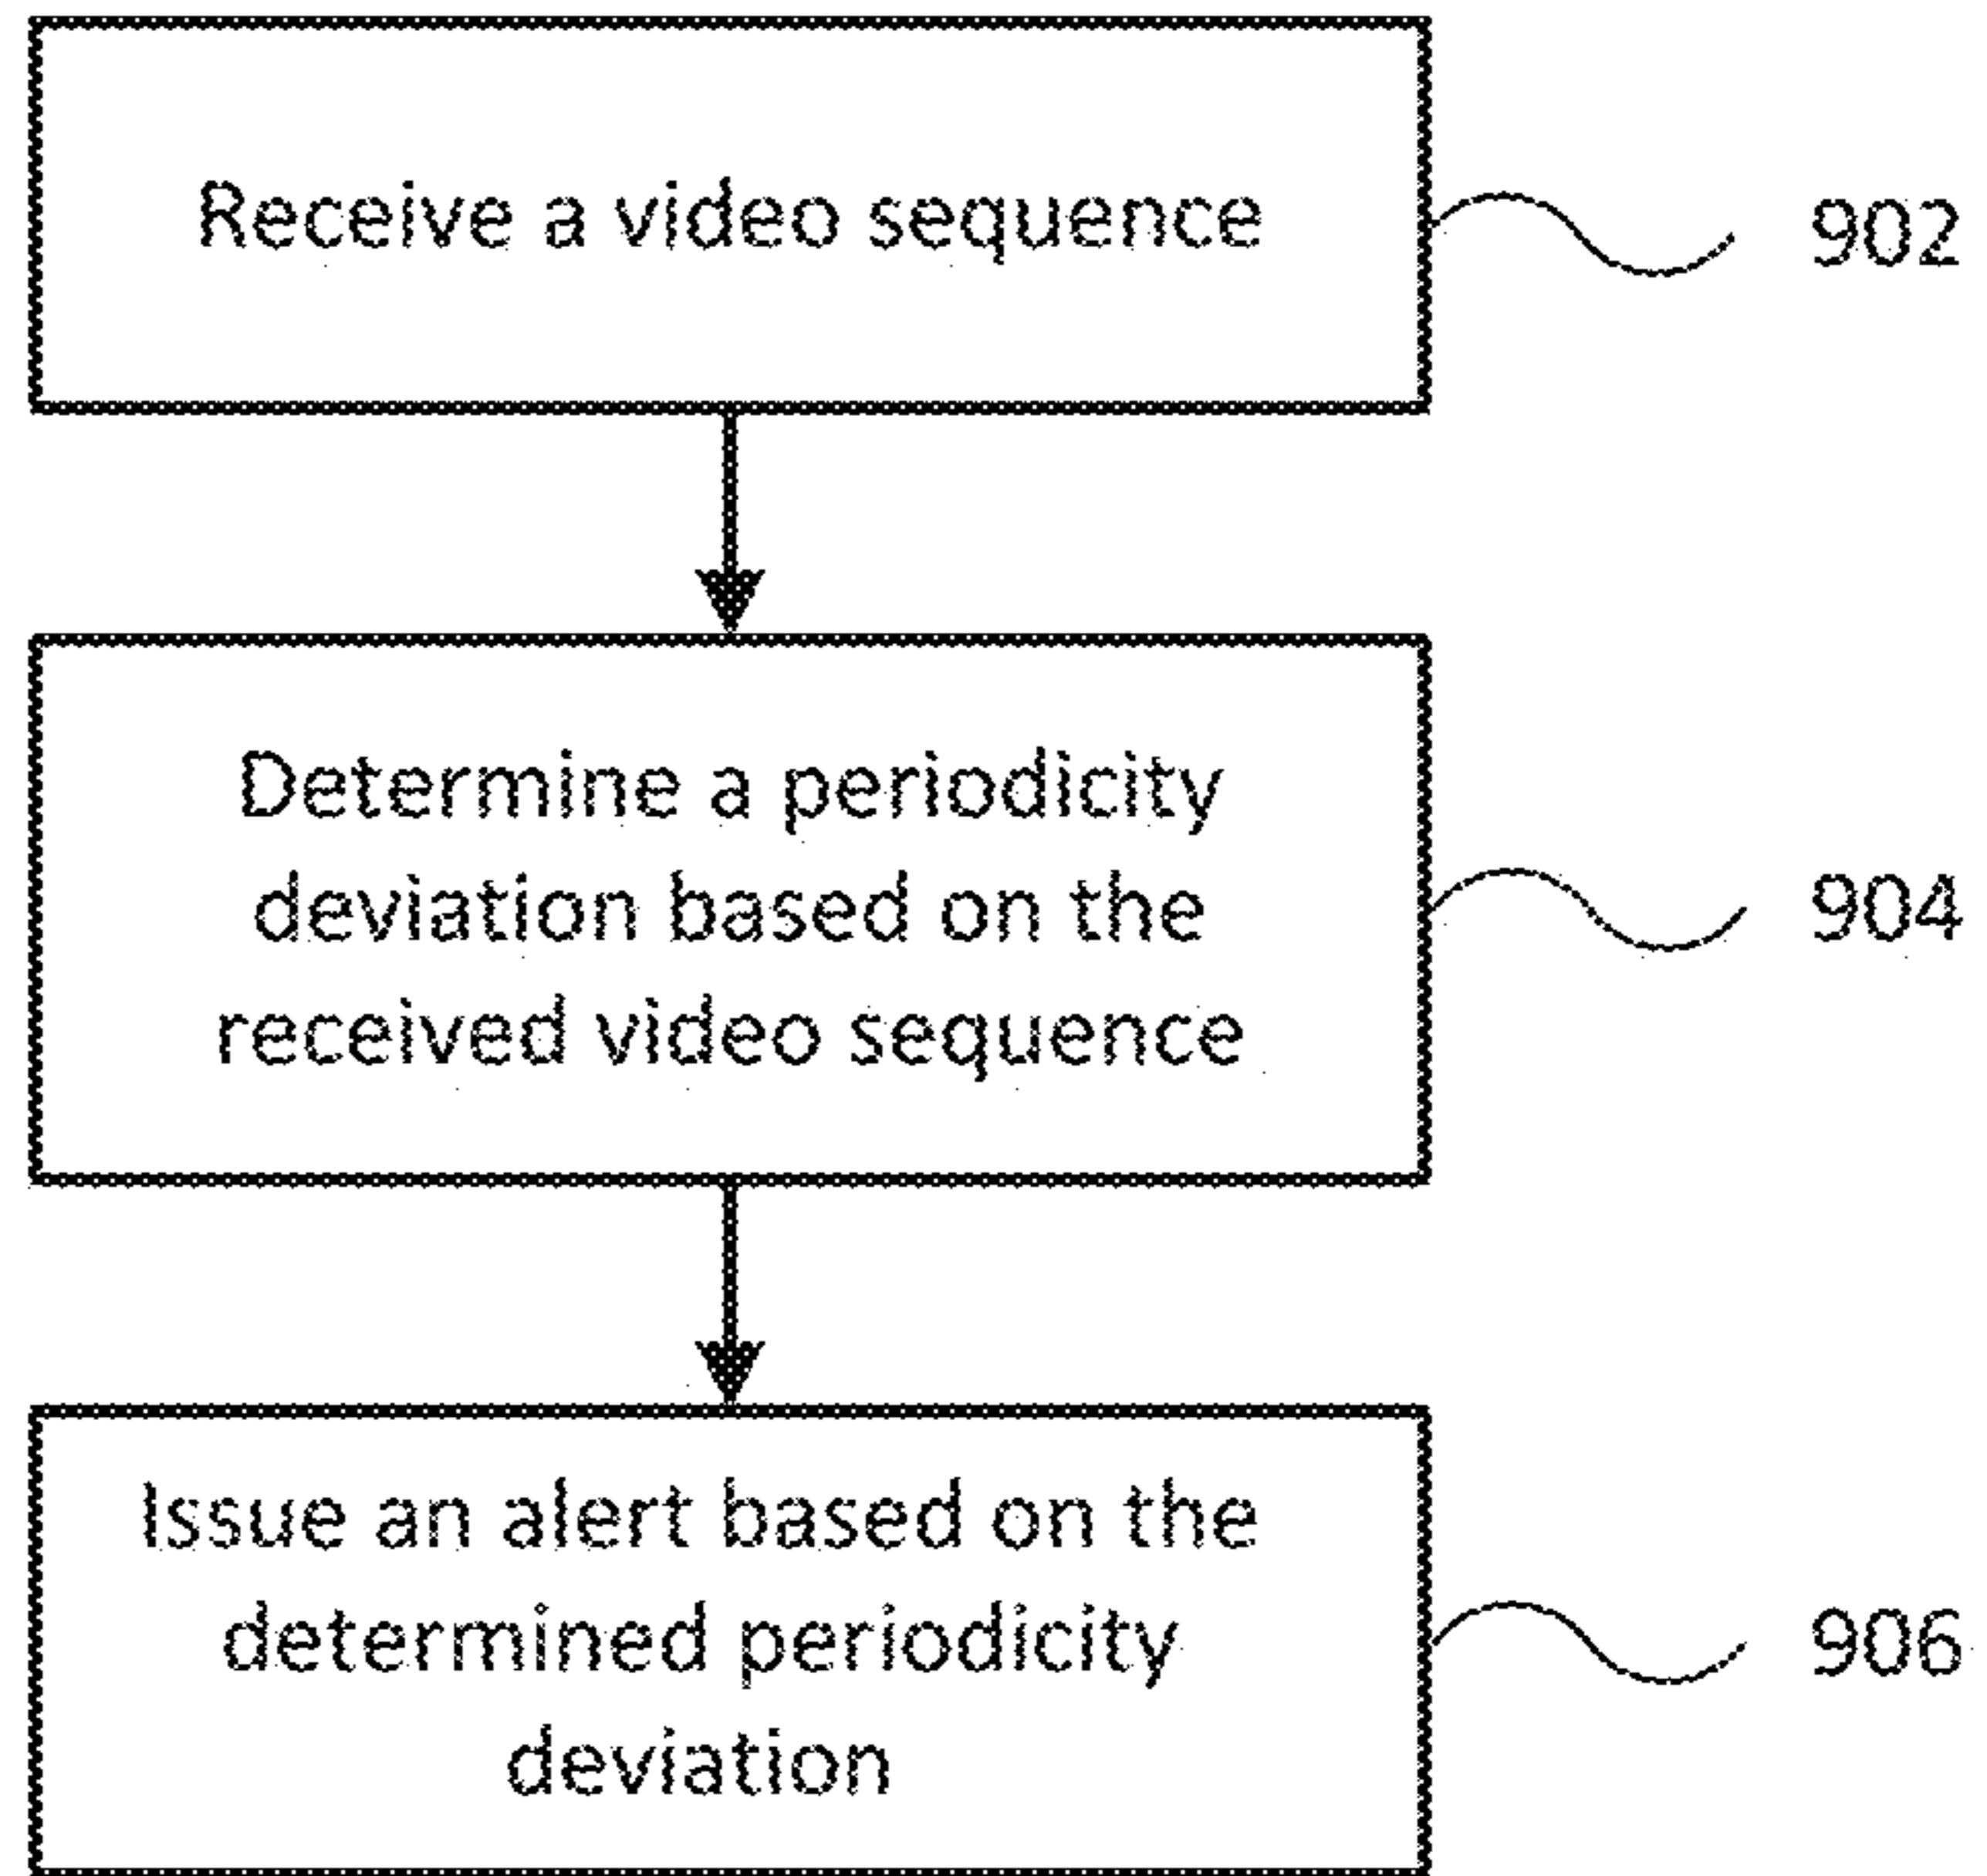 Receive a video sequence
902
Determine a periodicity
deviation based on the
904
received video sequence
Issue an alert based on the
determined periodicity
906
deviation